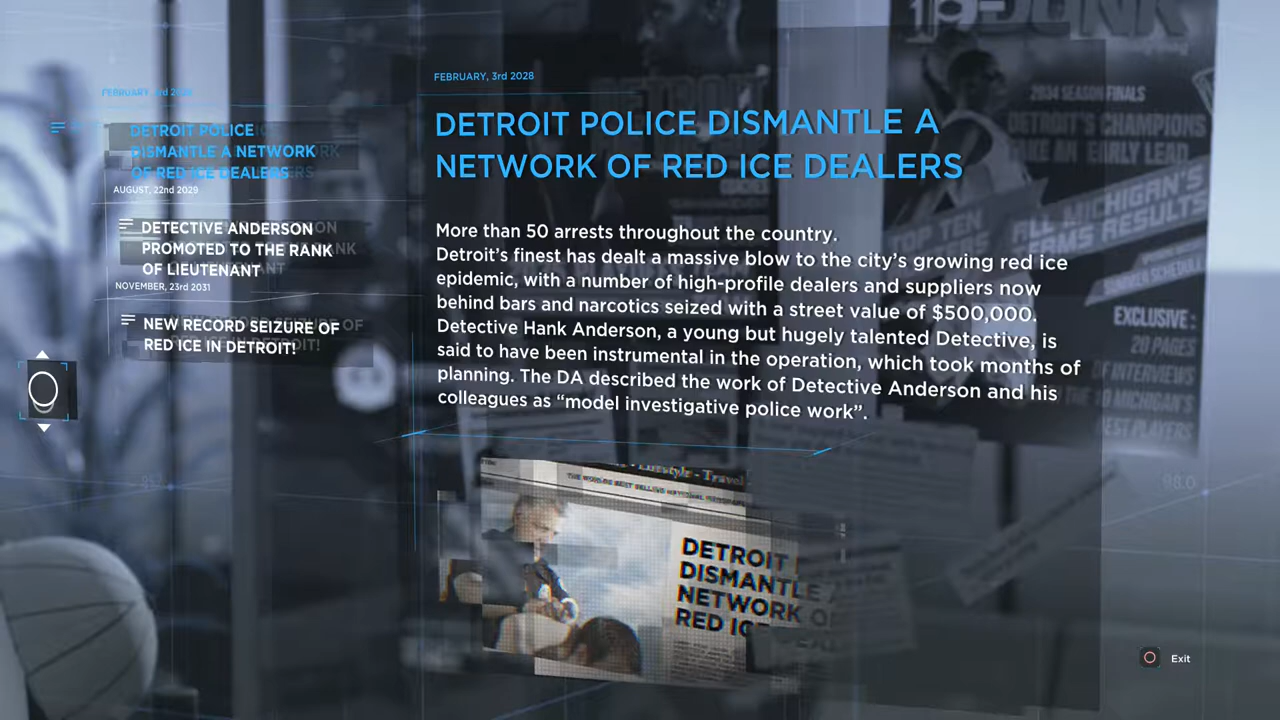 FEBRUARY, 3rd 2028
DETROIT POLICE
DISMANTLE A NETWORK
OF RED ICE DEALERS
AUGUST, 22nd 2029
DETECTIVE ANDERSON
PROMOTED TO THE RANK
OF LIEUTENANT
NOVEMBER, 23rd 2031
NEW RECORD SEIZURE OF
RED ICE IN DETROIT!
FEBRUARY, 3rd 2028
DETROIT POLICE DISMANTLE A
NETWORK OF RED ICE DEALERS
More than 50 arrests throughout the country.
Detroit’s finest has dealt a massive blow to the city’s growing red ice
epidemic, with a number of high-profile dealers and suppliers now
behind bars and narcotics seized with a street value of $500,000.
Detective Hank Anderson, a young but hugely talented Detective, is
said to have been instrumental in the operation, which took months of
planning. The DA described the work of Detective Anderson and his
colleagues as “model investigative police work”.
Lifestyle - Travel
DETROIT
DISMANTLE A
NETWORK OF
RED IC
DUNK
2034 SEASON FINALS
DETROIT'S CHAMPIONS
TAKE AN EARLY LEAD
TOP TEN
ALL MICHIGAN'S
RESULTS
EXCLUSIVE :
20 PAGES
OF INTERVIEWS
MICHIGAN'S
BEST PLAYERS
Exit